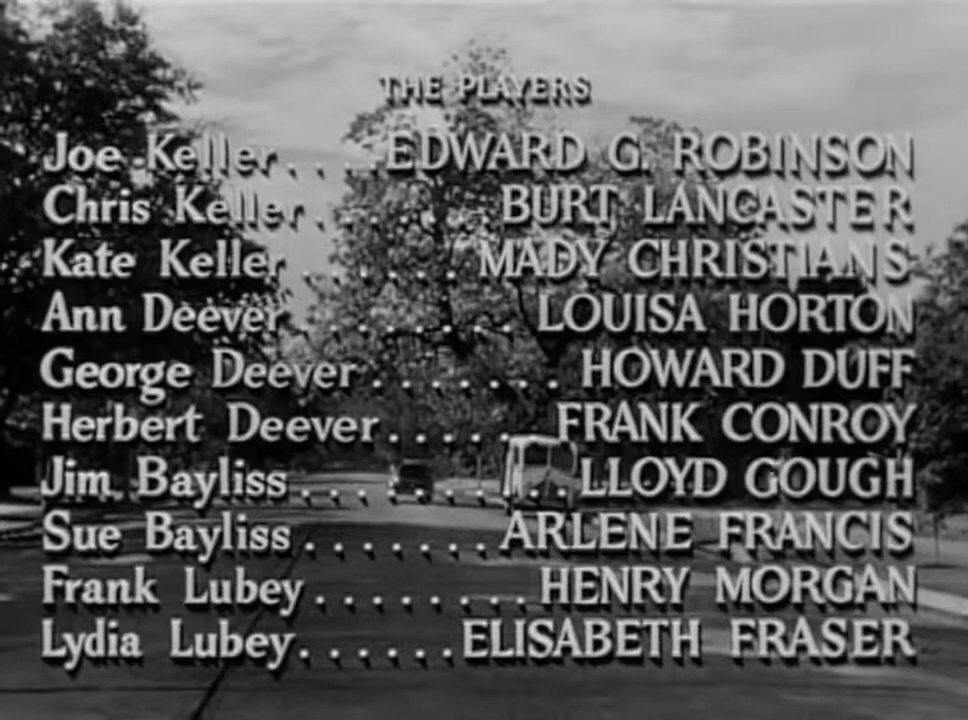 THE PLAYERS
Joe Keller.....EDWARD G. ROBINSON
Chris Keller.......BURT LANCASTER
Kate Keller......MADY CHRISTIANS
Ann Deever........LOUISA HORTON
George Deever.......HOWARD DUFF
Herbert Deever.....FRANK CONROY
Jim Bayliss..........LLOYD GOUGH
Sue Bayliss.......ARLENE FRANCIS
Frank Lubey........HENRY MORGAN
Lydia Lubey......ELISABETH FRASER